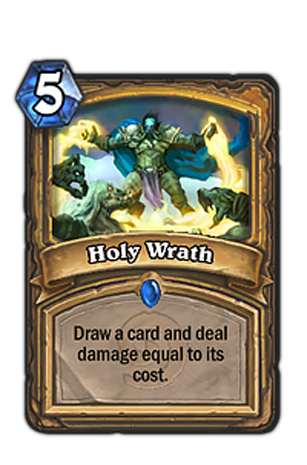 5
Holy Wrath
Draw a card and deal
damage equal to its
cost.